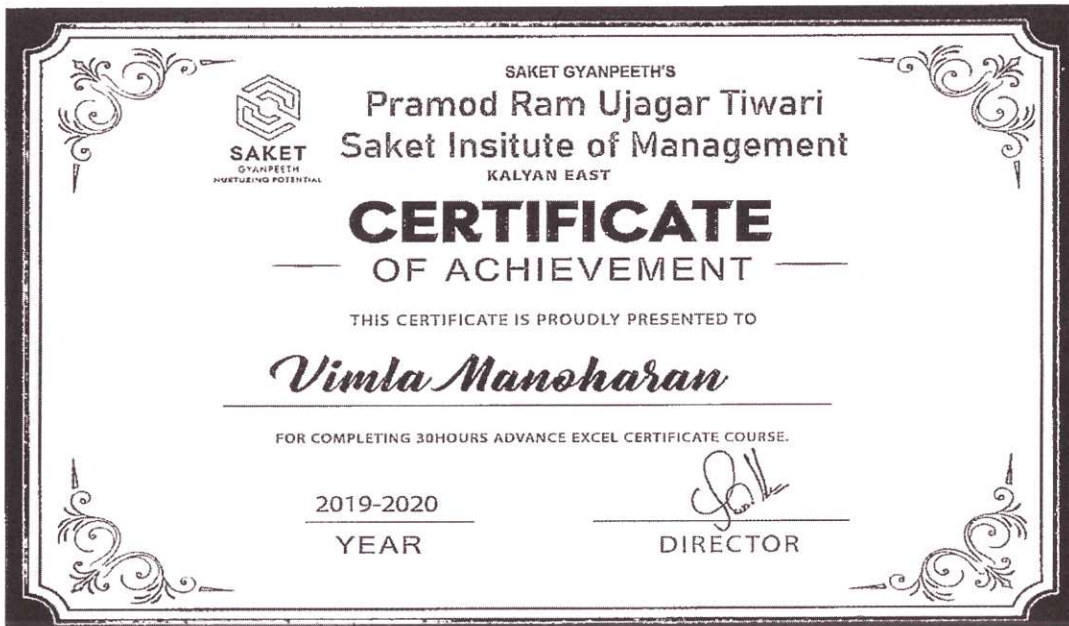 SAKET GYANPEETH'S
Pramod Ram Ujagar Tiwari
Saket Insitute of Management
KALYAN EAST
SAKET
GYANPEETH
NURTURING POTENTIAL
CERTIFICATE
OF ACHIEVEMENT
THIS CERTIFICATE IS PROUDLY PRESENTED TO
Vimla Manoharan
FOR COMPLETING 30HOURS ADVANCE EXCEL CERTIFICATE COURSE.
2019-2020
YEAR
DIRECTOR